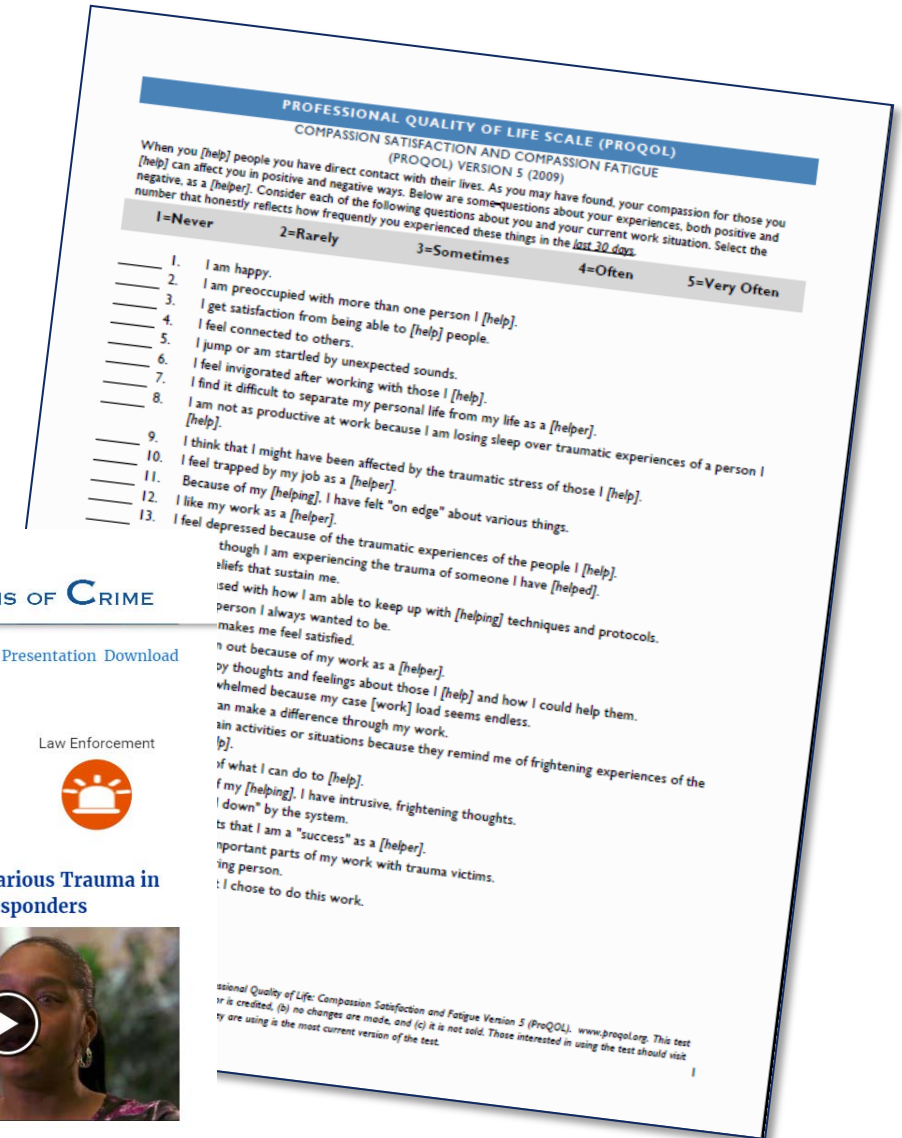 PROFESSIONAL QUALITY OF LIFE SCALE (PROQOL)
COMPASSION SATISFACTION AND COMPASSION FATIGUE
(PROQOL) VERSION 5 (2009)
When you [help] people you have direct contact with their lives. As you may have found, your compassion for those you
[help] can affect you in positive and negative ways. Below are some-questions about your experiences, both positive and
negative, as a [helper]. Consider each of the following questions about you and your current work situation. Select the
number that honestly reflects how frequently you experienced these things in the last 30 days.
1=Never 2=Rarely 3=Sometimes 4=Often 5=Very Often
1. I am happy.
2. I am preoccupied with more than one person I [help].
3. I get satisfaction from being able to [help] people.
4. I feel connected to others.
5. I jump or am startled by unexpected sounds.
6. I feel invigorated after working with those I [help].
7. I find it difficult to separate my personal life from my life as a [helper].
8. I am not as productive at work because I am losing sleep over traumatic experiences of a person I
[help].
9. I think that I might have been affected by the traumatic stress of those I [help].
10. I feel trapped by my job as a [helper].
11. Because of my [helping], I have felt "on edge" about various things.
12. I like my work as a [helper].
13. I feel depressed because of the traumatic experiences of the people I [help].
though I am experiencing the trauma of someone I have [helped].
eliefs that sustain me.
sed with how I am able to keep up with [helping] techniques and protocols.
person I always wanted to be.
makes me feel satisfied.
n out because of my work as a [helper].
py thoughts and feelings about those I [help] and how I could help them.
whelmed because my case [work] load seems endless.
an make a difference through my work.
ain activities or situations because they remind me of frightening experiences of the
lp].
of what I can do to [help].
f my [helping], I have intrusive, frightening thoughts.
d down" by the system.
ts that I am a "success" as a [helper].
mportant parts of my work with trauma victims.
ring person.
t I chose to do this work.
ssional Quality of Life: Compassion Satisfaction and Fatigue Version 5 (ProQOL). www.proqol.org. This test
or is credited, (b) no changes are made, and (c) it is not sold. Those interested in using the test should visit
ey are using is the most current version of the test.
1
IS OF CRIME
Presentation Download
Law Enforcement
arious Trauma in
sponders